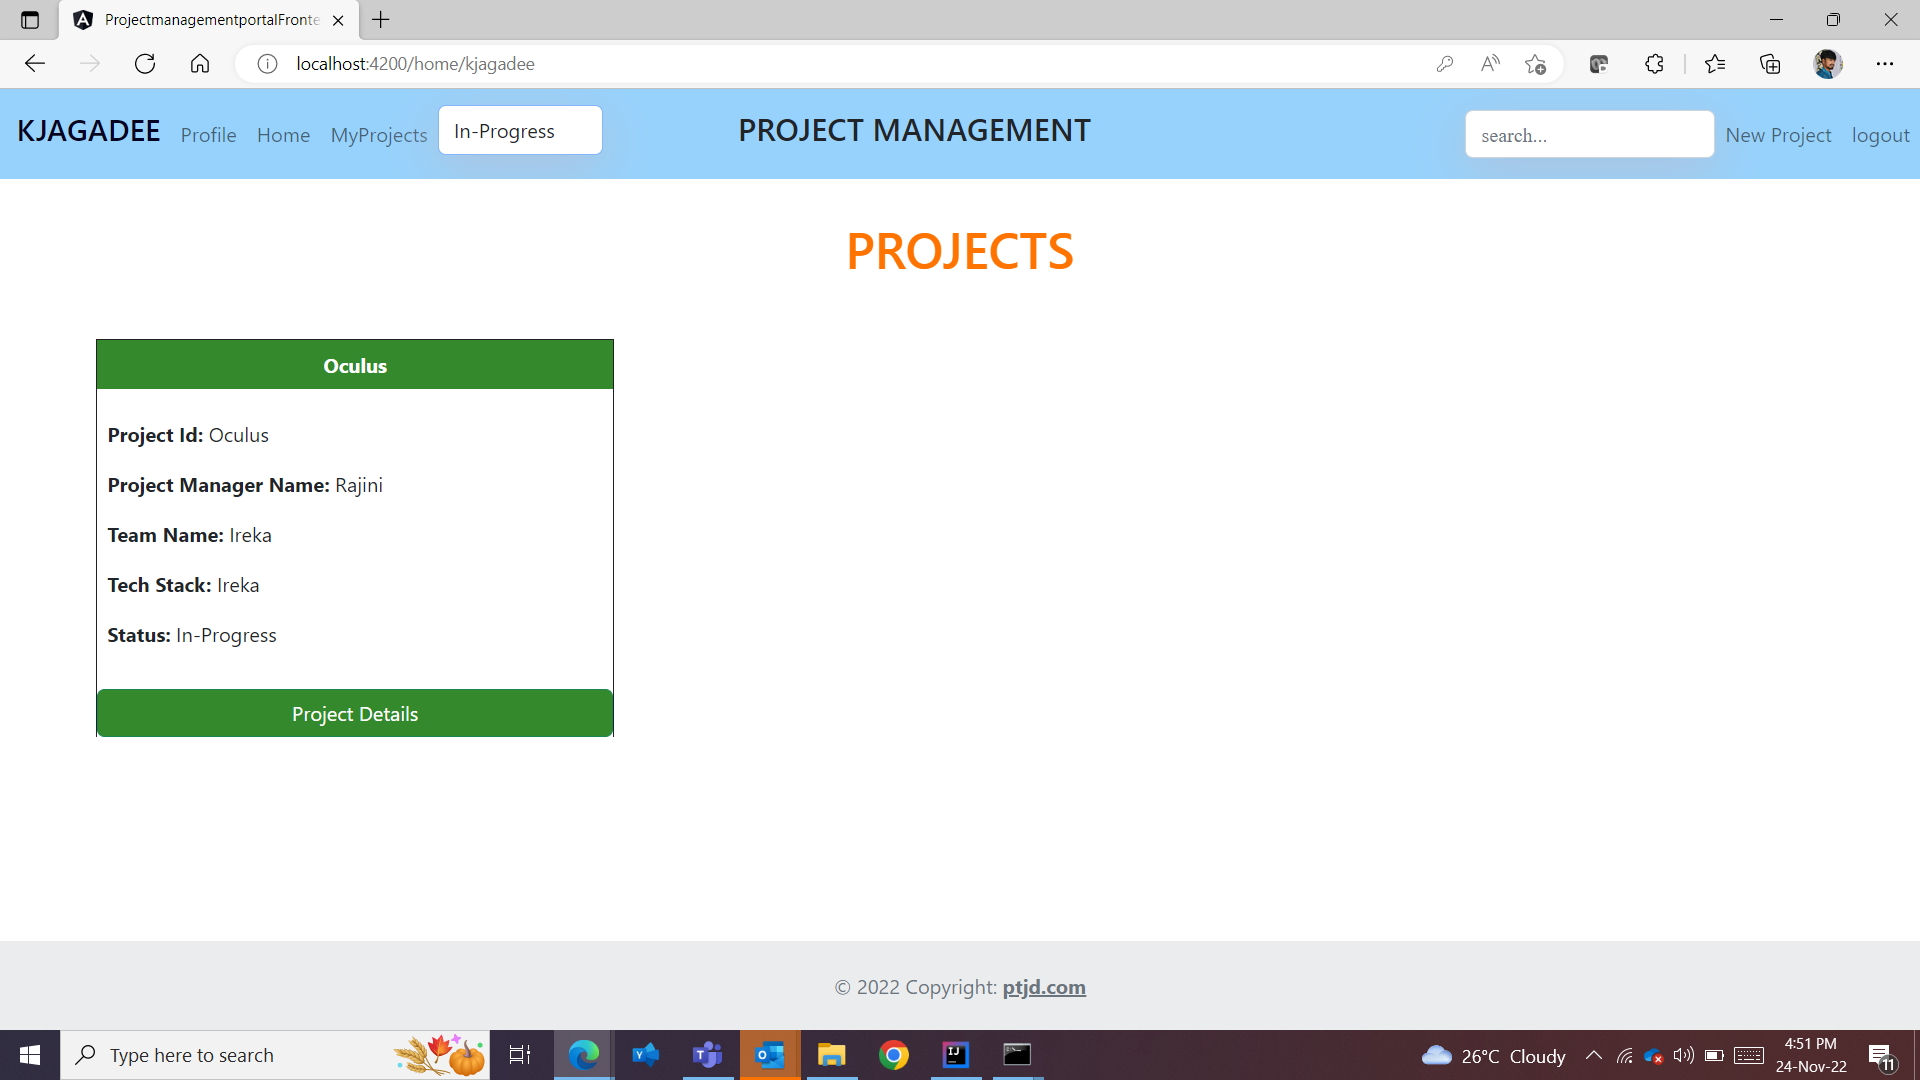 ProjectmanagementportalFronte
localhost:4200/home/kjagadee
KJAGADEE Profile Home MyProjects In-Progress PROJECT MANAGEMENT search... New Project logout
PROJECTS
Oculus
Project Id: Oculus
Project Manager Name: Rajini
Team Name: Ireka
Tech Stack: Ireka
Status: In-Progress
Project Details
© 2022 Copyright: ptjd.com
Type here to search
26°C Cloudy
4:51 PM
24-Nov-22
11